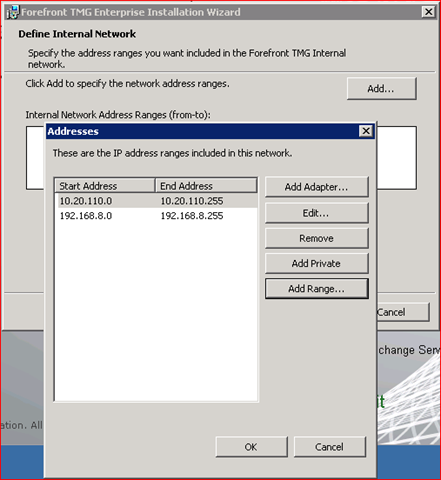 Forefront TMG Enterprise Installation Wizard
Define Internal Network
Specify the address ranges you want included in the Forefront TMG Internal
network.
Click Add to specify the network address ranges.
Add...
Internal Network Address Ranges (from-to):
Addresses
These are the IP address ranges included in this network.
Start Address End Address
10.20.110.0 10.20.110.255
192.168.8.0 192.168.8.255
Add Adapter...
Edit...
Remove
Add Private
Add Range...
Cancel
change Serv
it
ation. All
OK Cancel